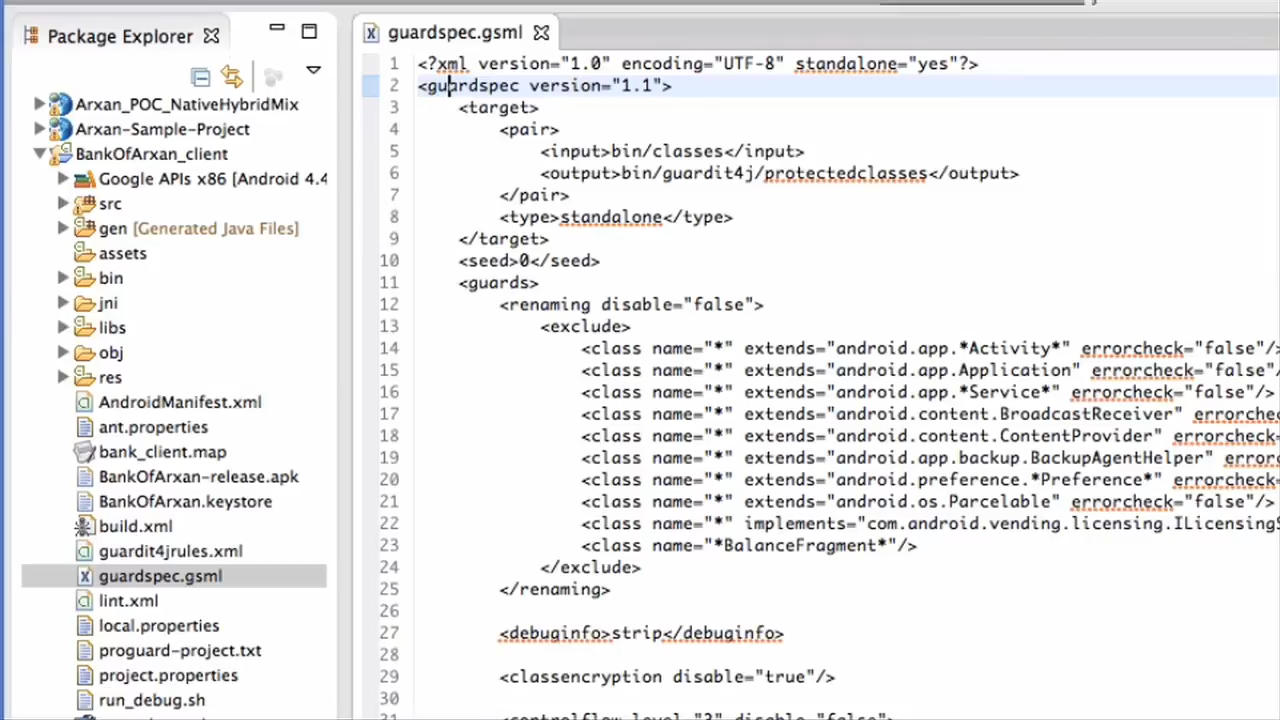 Package Explorer
Arxan_POC_NativeHybridMix
Arxan-Sample-Project
BankOfArxan_client
Google APIs x86 [Android 4.4
src
gen [Generated Java Files]
assets
bin
jni
libs
obj
res
AndroidManifest.xml
ant.properties
bank_client.map
BankOfArxan-release.apk
BankOfArxan.keystore
build.xml
guardit4jrules.xml
guardspec.gsml
lint.xml
local.properties
proguard-project.txt
project.properties
run_debug.sh
guardspec.gsml
1 <?xml version="1.0" encoding="UTF-8" standalone="yes"?>
2 <guardspec version="1.1">
3 <target>
4 <pair>
5 <input>bin/classes</input>
6 <output>bin/guardit4j/protectedclasses</output>
7 </pair>
8 <type>standalone</type>
9 </target>
10 <seed>0</seed>
11 <guards>
12 <renaming disable="false">
13 <exclude>
14 <class name="*" extends="android.app.*Activity*" errorcheck="false"/>
15 <class name="*" extends="android.app.Application" errorcheck="false"/
16 <class name="*" extends="android.app.*Service*" errorcheck="false"/>
17 <class name="*" extends="android.content.BroadcastReceiver" errorche
18 <class name="*" extends="android.content.ContentProvider" errorcheck=
19 <class name="*" extends="android.app.backup.BackupAgentHelper" error
20 <class name="*" extends="android.preference.*Preference*" errorcheck=
21 <class name="*" extends="android.os.Parcelable" errorcheck="false"/>
22 <class name="*" implements="com.android.vending.licensing.ILicensing
23 <class name="*BalanceFragment*"/>
24 </exclude>
25 </renaming>
26
27 <debuginfo>strip</debuginfo>
28
29 <classencryption disable="true"/>
30
31 <controlflow level="3" disable="false">